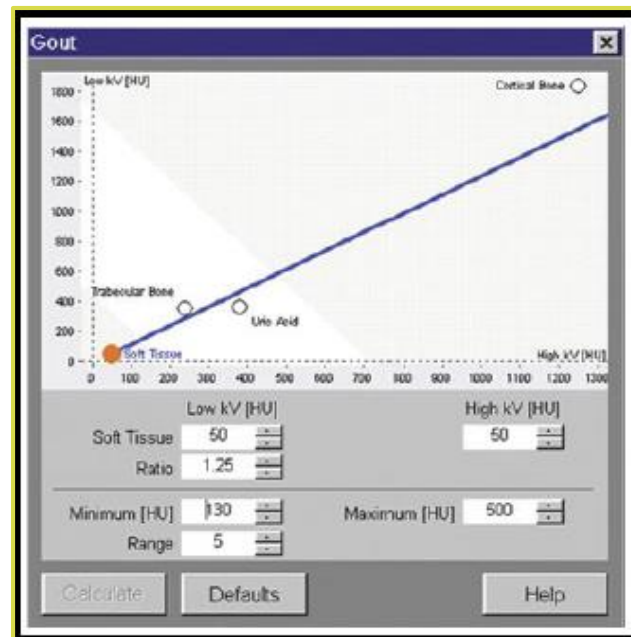 Gout
Low kV [HU]
Cortical Bone
1800
1600
1400
1200
1000
800
600
400
200
0
Trabecular Bone
Uric Acid
Soft Tissue
High kV [HU]
0 100 200 300 400 500 600 700 800 900 1000 1100 1200 1300
Low kV [HU] High kV [HU]
Soft Tissue 50 50
Ratio 1.25
Minimum [HU] 130 Maximum [HU] 500
Range 5
Calculate Defaults Help